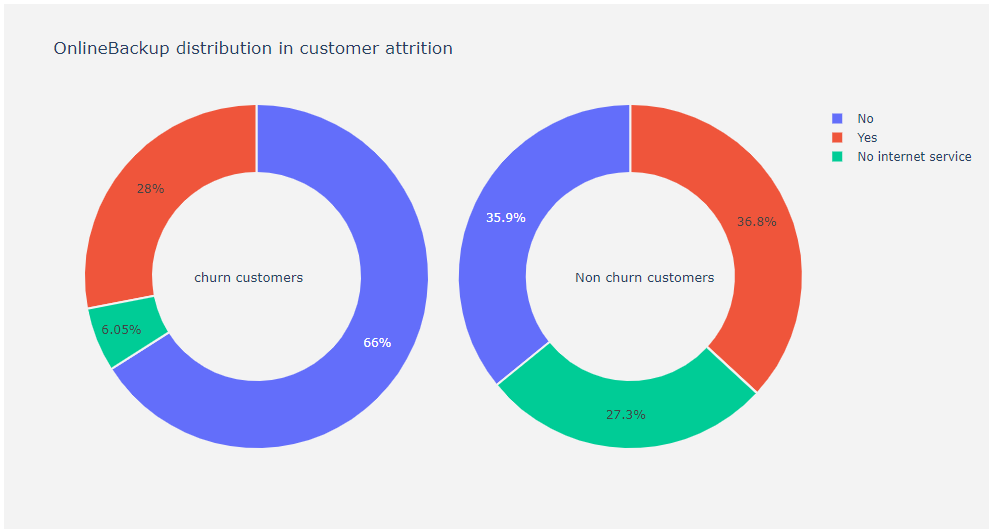 OnlineBackup distribution in customer attrition
No
Yes
No internet service
28%
6.05%
66%
churn customers
35.9%
36.8%
27.3%
Non churn customers